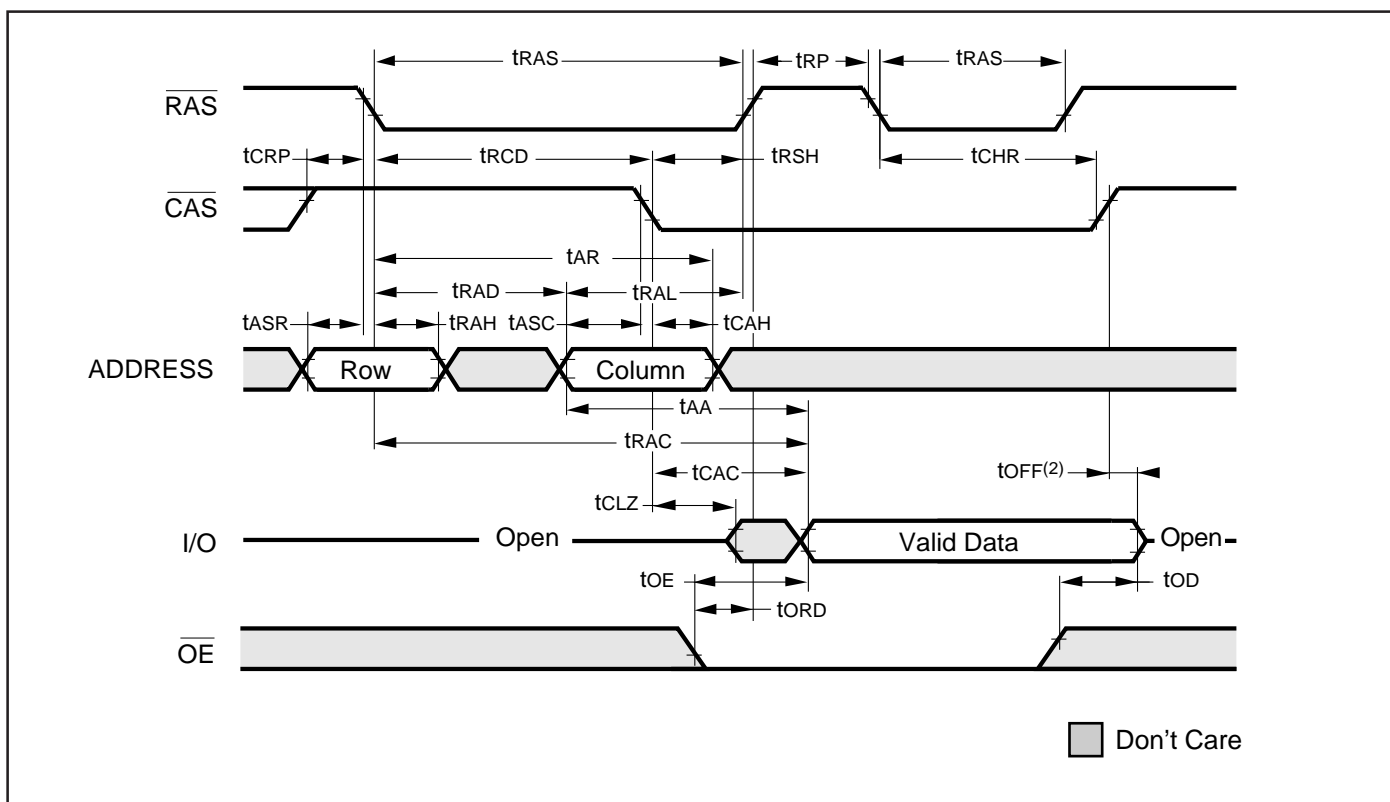 tRAS tRP tRAS
RAS
tCRP tRCD tRSH tCHR
CAS
tAR
tRAD tRAL
tASR tRAH tASC tCAH
ADDRESS Row Column
tAA
tRAC
tCAC tOFF(2)
tCLZ
I/O Open Valid Data Open
tOE tOD
tORD
OE
Don't Care